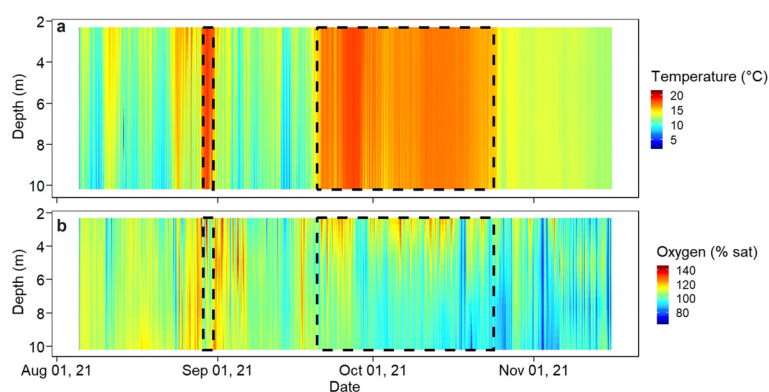 a
2
4
6
8
10
Depth (m)
Temperature (°C)
20
15
10
5
b
2
4
6
8
10
Depth (m)
Oxygen (% sat)
140
120
100
80
Aug 01, 21 Sep 01, 21 Oct 01, 21 Nov 01, 21
Date